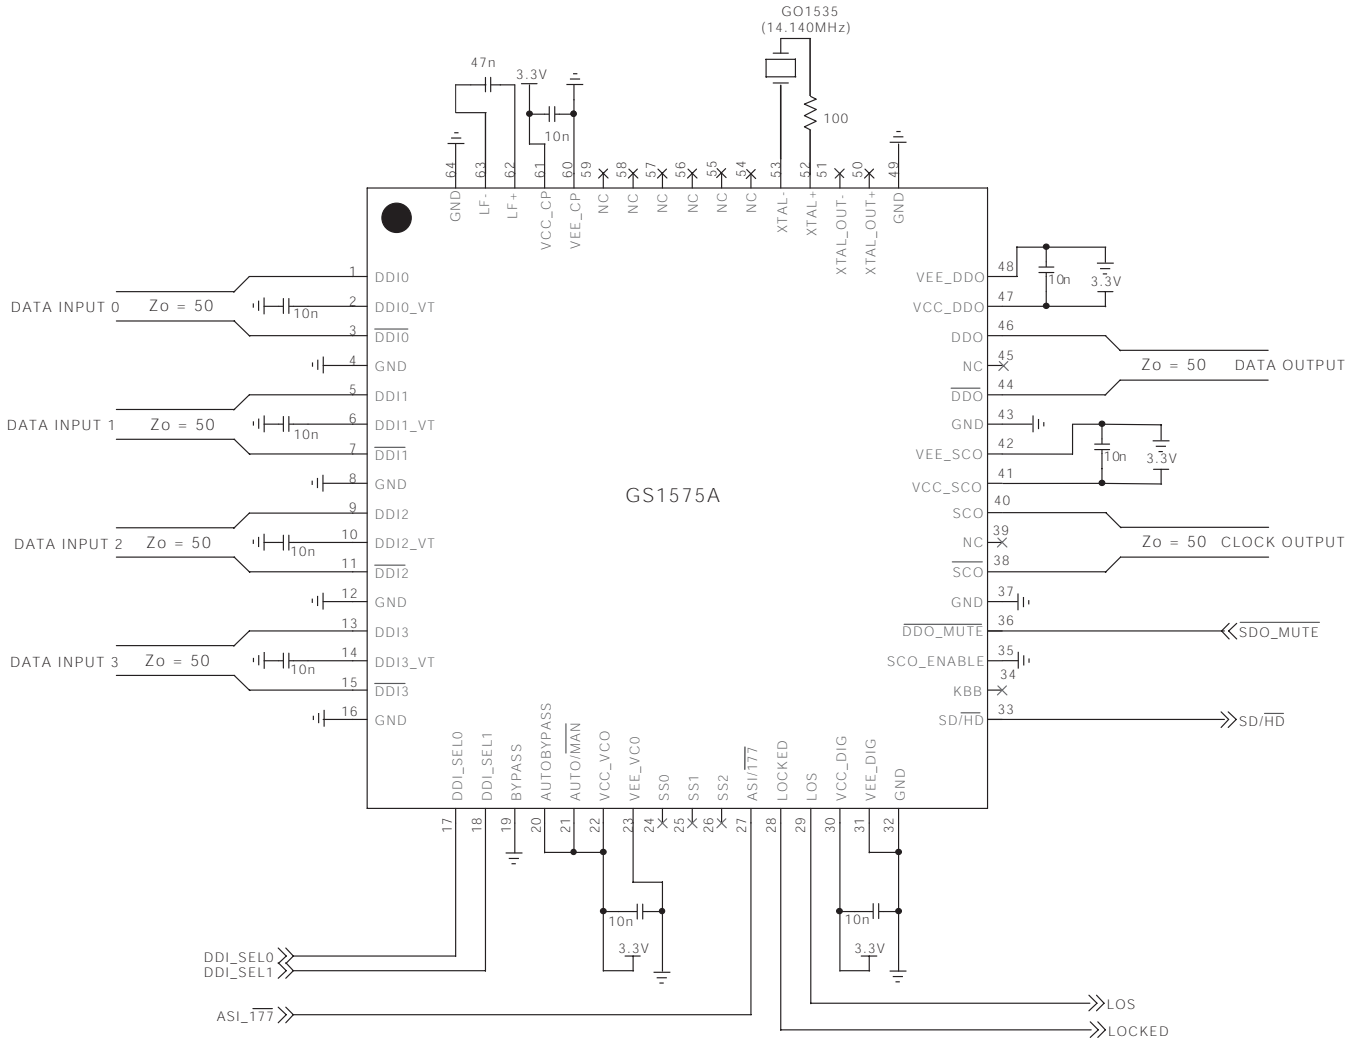 GO1535
(14.140MHz)
47n
3.3V
10n
100
64
63
62
61
60
59
58
57
56
55
54
53
52
51
50
49
GND
LF-
LF+
VCC_CP
VEE_CP
NC
NC
NC
NC
NC
NC
XTAL-
XTAL+
XTAL_OUT-
XTAL_OUT+
GND
DATA INPUT 0 Zo = 50
1 DDI0
10n 2 DDI0_VT
3 DDI0
4 GND
DATA INPUT 1 Zo = 50
5 DDI1
10n 6 DDI1_VT
7 DDI1
8 GND
DATA INPUT 2 Zo = 50
9 DDI2
10n 10 DDI2_VT
11 DDI2
12 GND
DATA INPUT 3 Zo = 50
13 DDI3
10n 14 DDI3_VT
15 DDI3
16 GND
GS1575A
VEE_DDO 48
10n 3.3V
VCC_DDO 47
DDO 46
NC 45
Zo = 50 DATA OUTPUT
DDO 44
GND 43
VEE_SCO 42
10n 3.3V
VCC_SCO 41
SCO 40
NC 39
Zo = 50 CLOCK OUTPUT
SCO 38
GND 37
DDO_MUTE 36 SDO_MUTE
SCO_ENABLE 35
KBB 34
SD/HD 33 SD/HD
DDI_SEL0
DDI_SEL1
BYPASS
AUTOBYPASS
AUTO/MAN
VCC_VCO
VEE_VC0
SS0
SS1
SS2
ASI/177
LOCKED
LOS
VCC_DIG
VEE_DIG
GND
17
18
19
20
21
22
23
24
25
26
27
28
29
30
31
32
10n
3.3V
10n
3.3V
DDI_SEL0
DDI_SEL1
ASI_177
LOS
LOCKED